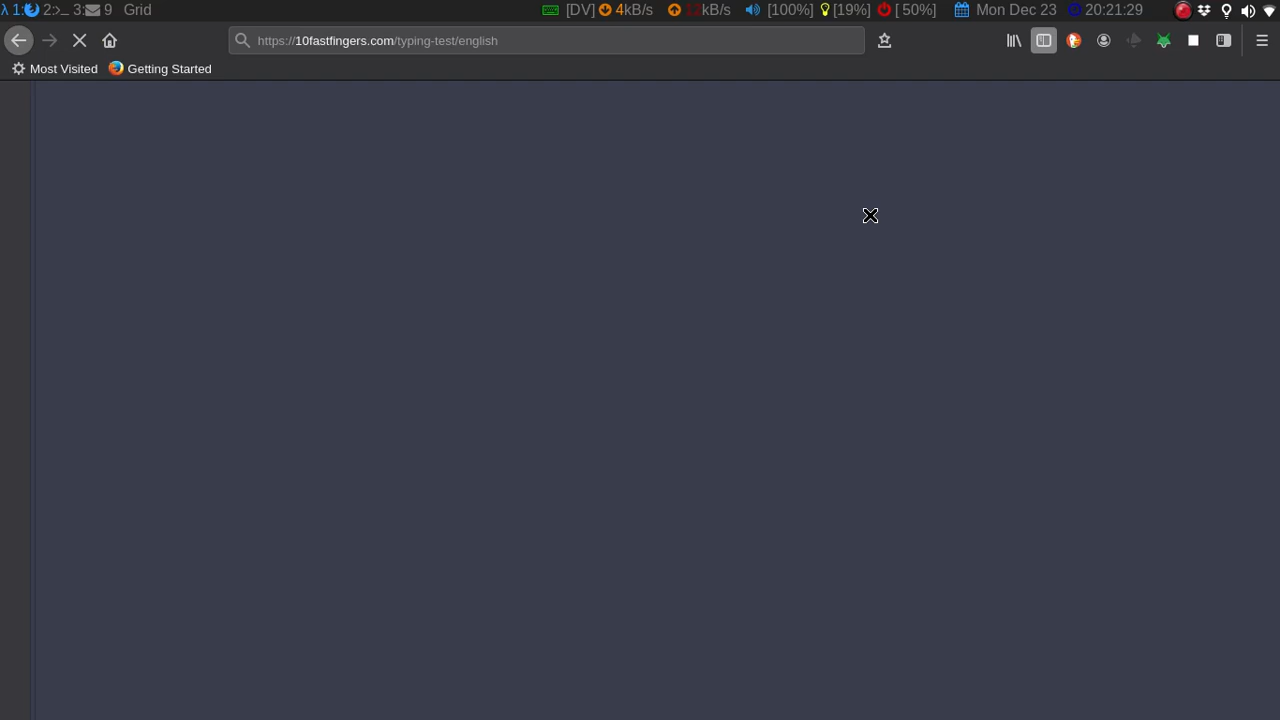 λ 1: 2:>_ 3: 9 Grid [DV] 4kB/s 12kB/s [100%] [19%] [ 50%] Mon Dec 23 20:21:29
https://10fastfingers.com/typing-test/english
Most Visited Getting Started